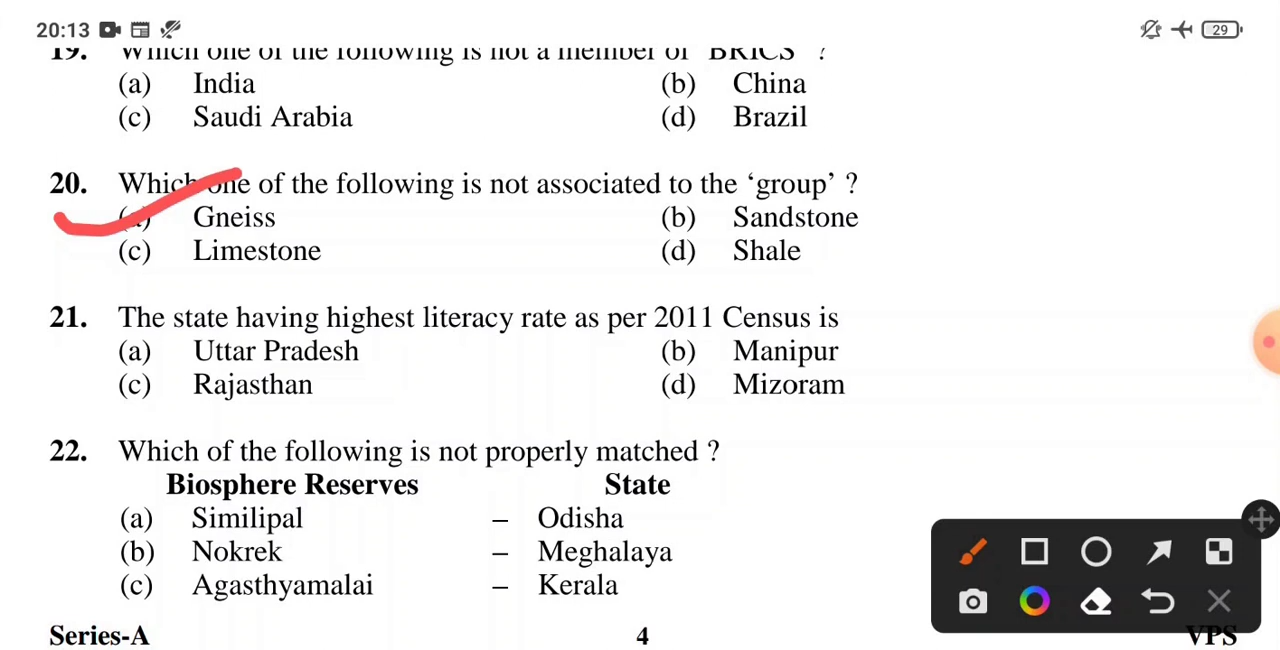 20:13 29
19. Which one of the following is not a member of 'BRICS' ?
(a) India (b) China
(c) Saudi Arabia (d) Brazil
20. Which one of the following is not associated to the ‘group’ ?
(a) Gneiss (b) Sandstone
(c) Limestone (d) Shale
21. The state having highest literacy rate as per 2011 Census is
(a) Uttar Pradesh (b) Manipur
(c) Rajasthan (d) Mizoram
22. Which of the following is not properly matched ?
Biosphere Reserves State
(a) Similipal – Odisha
(b) Nokrek – Meghalaya
(c) Agasthyamalai – Kerala
Series-A 4 VPS